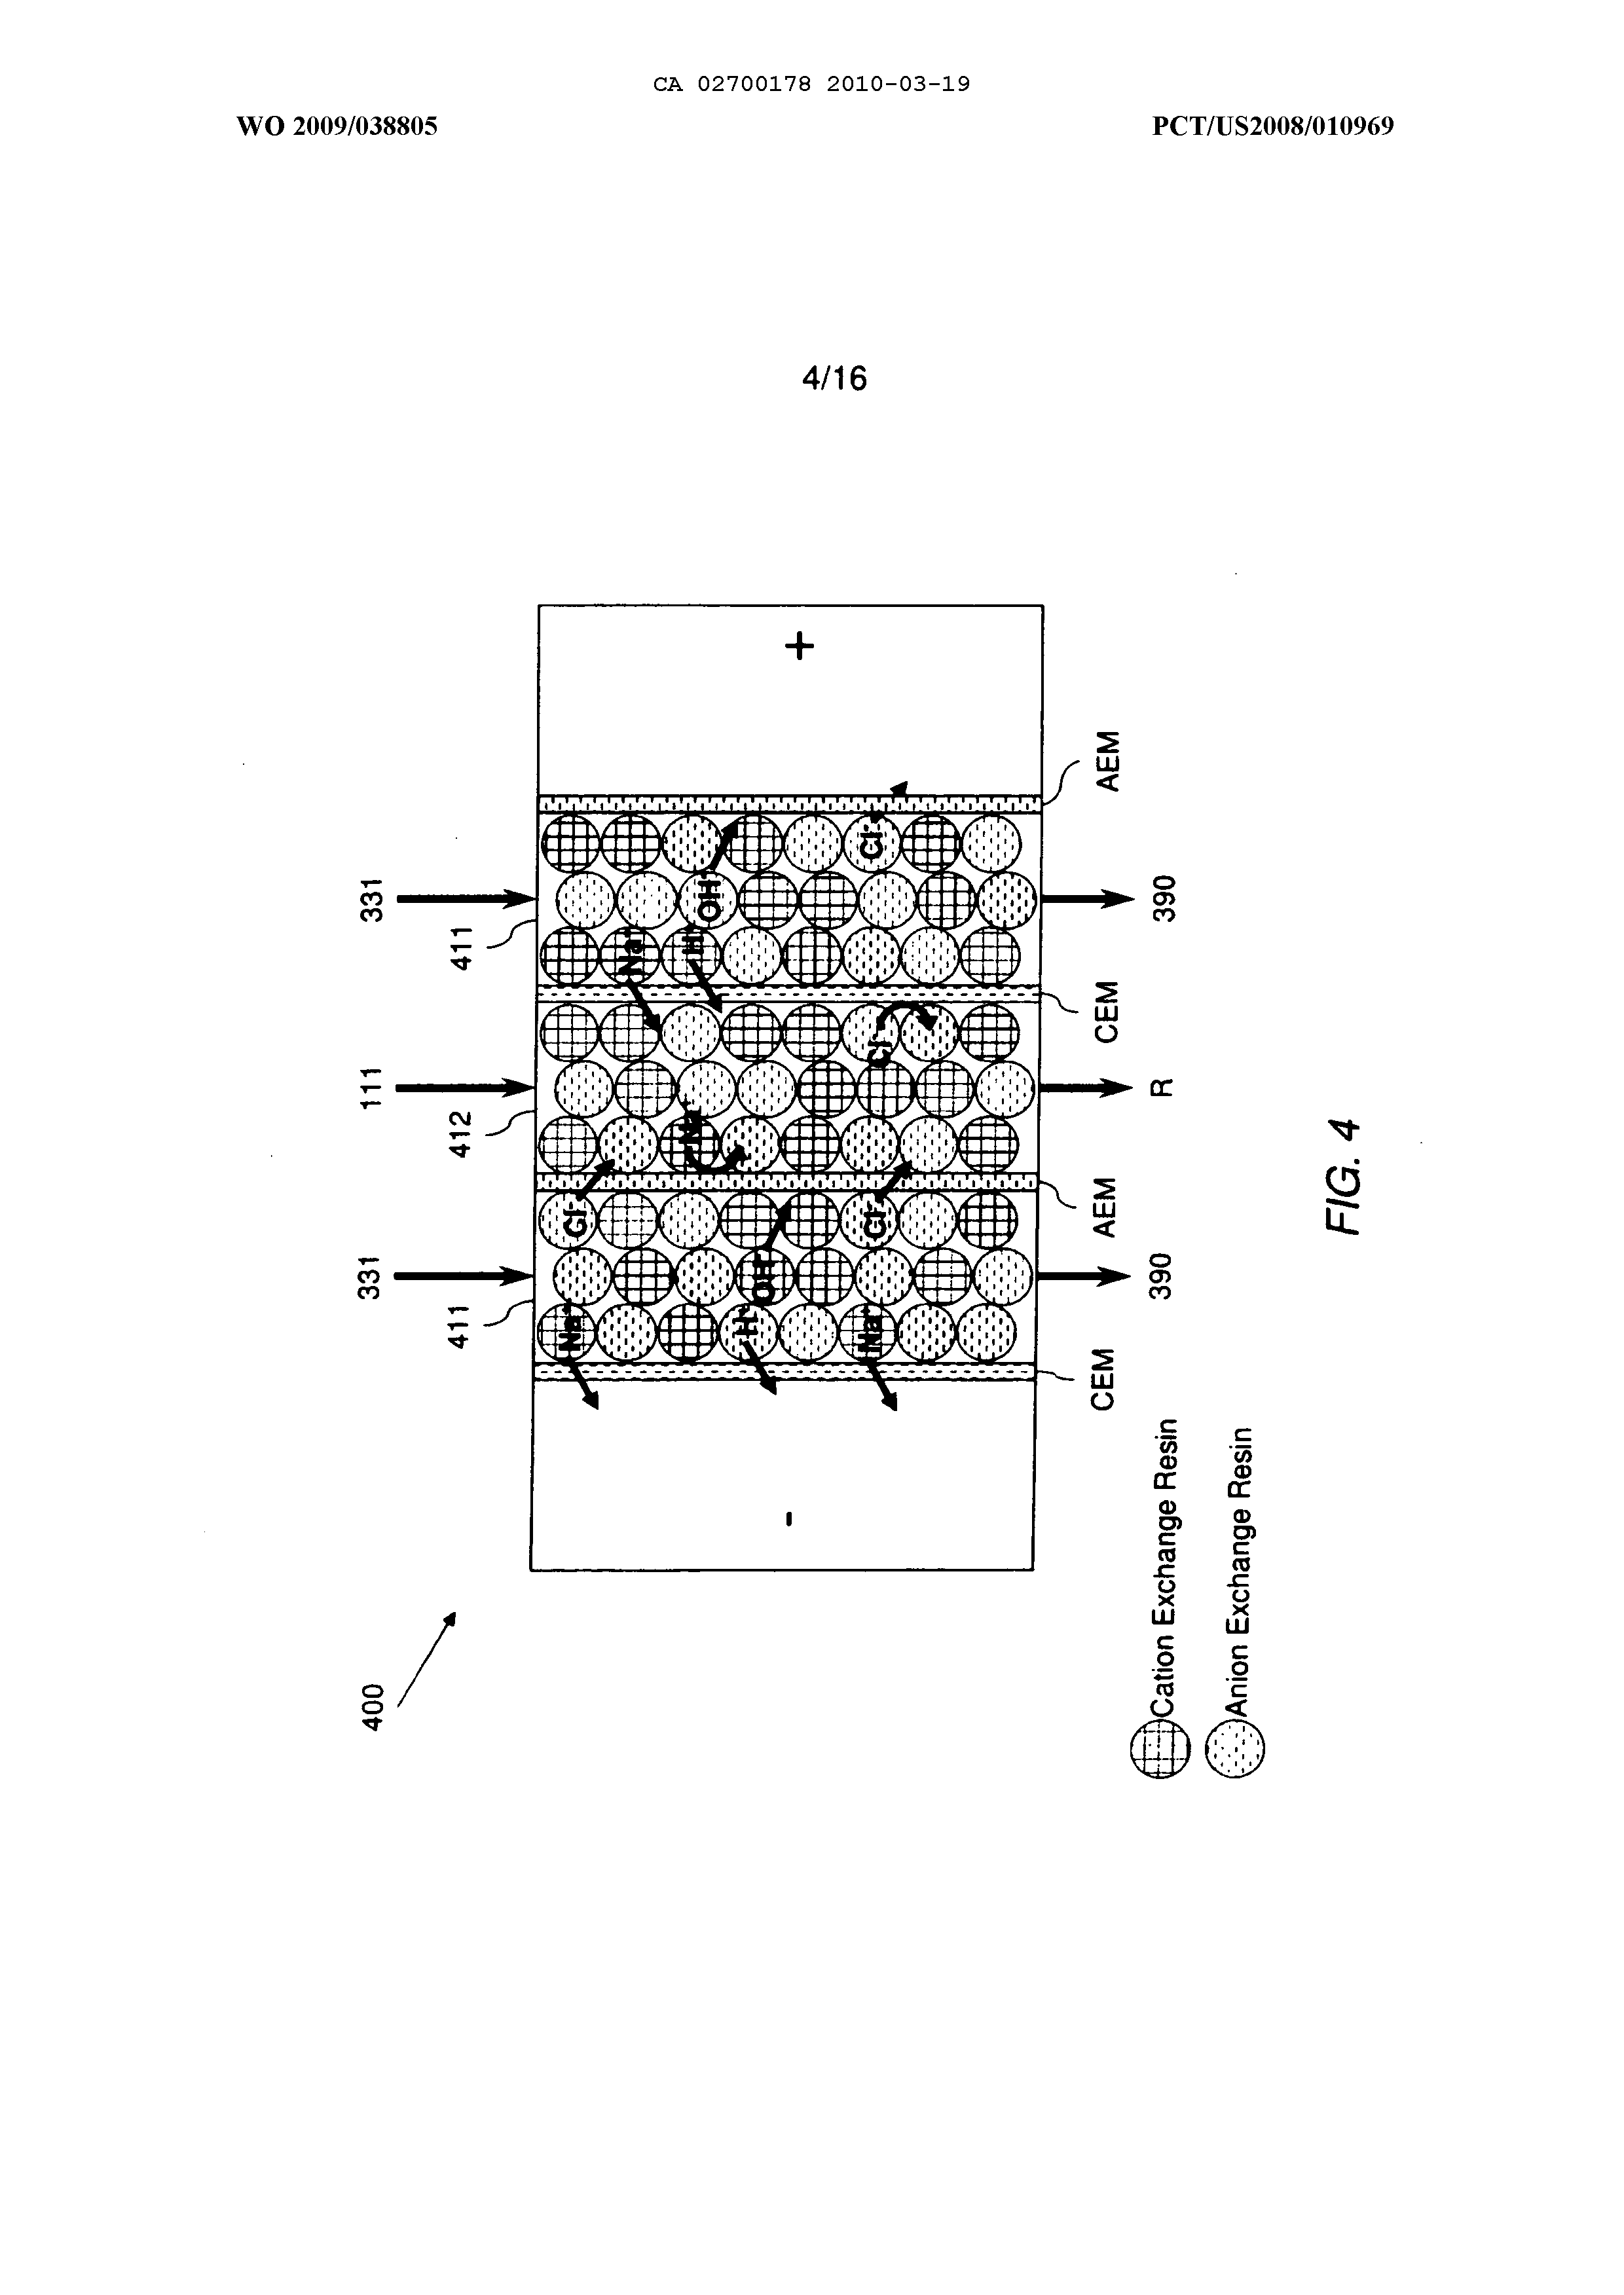 CA 02700178 2010-03-19
WO 2009/038805
PCT/US2008/010969
4/16
400
331
411
111
412
331
411
-
+
Na+
H+
Na+
OH-
Cl-
Cl-
Na+
Cl-
Na+
H+
OH-
Cl-
CEM
AEM
CEM
AEM
390
R
390
Cation Exchange Resin
Anion Exchange Resin
FIG. 4